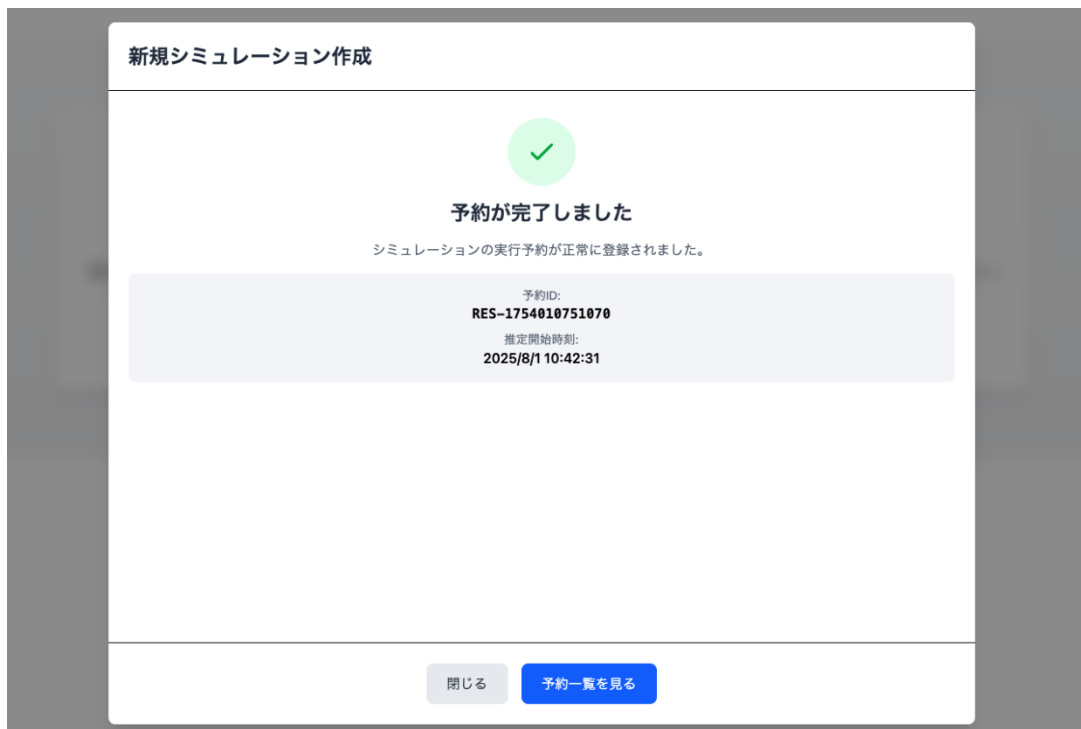 新規シミュレーション作成
予約が完了しました
シミュレーションの実行予約が正常に登録されました。
予約ID:
RES-1754010751070
推定開始時刻:
2025/8/1 10:42:31
閉じる
予約一覧を見る